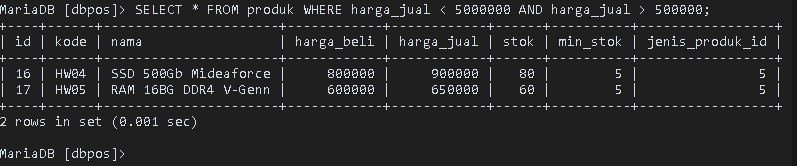 MariaDB [dbpos]> SELECT * FROM produk WHERE harga_jual < 5000000 AND harga_jual > 500000;
+----+------+----------------------+------------+------------+------+----------+-----------------+
| id | kode | nama                 | harga_beli | harga_jual | stok | min_stok | jenis_produk_id |
+----+------+----------------------+------------+------------+------+----------+-----------------+
| 16 | HW04 | SSD 500Gb Mideaforce |     800000 |     900000 |   80 |        5 |               5 |
| 17 | HW05 | RAM 16BG DDR4 V-Genn |     600000 |     650000 |   60 |        5 |               5 |
+----+------+----------------------+------------+------------+------+----------+-----------------+
2 rows in set (0.001 sec)
MariaDB [dbpos]>